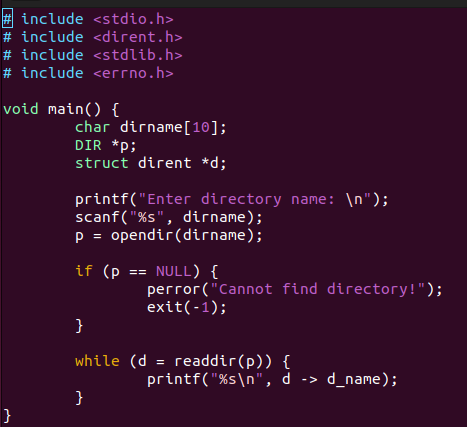 # include <stdio.h>
# include <dirent.h>
# include <stdlib.h>
# include <errno.h>

void main() {
        char dirname[10];
        DIR *p;
        struct dirent *d;

        printf("Enter directory name: \n");
        scanf("%s", dirname);
        p = opendir(dirname);

        if (p == NULL) {
                perror("Cannot find directory!");
                exit(-1);
        }

        while (d = readdir(p)) {
                printf("%s\n", d -> d_name);
        }
}